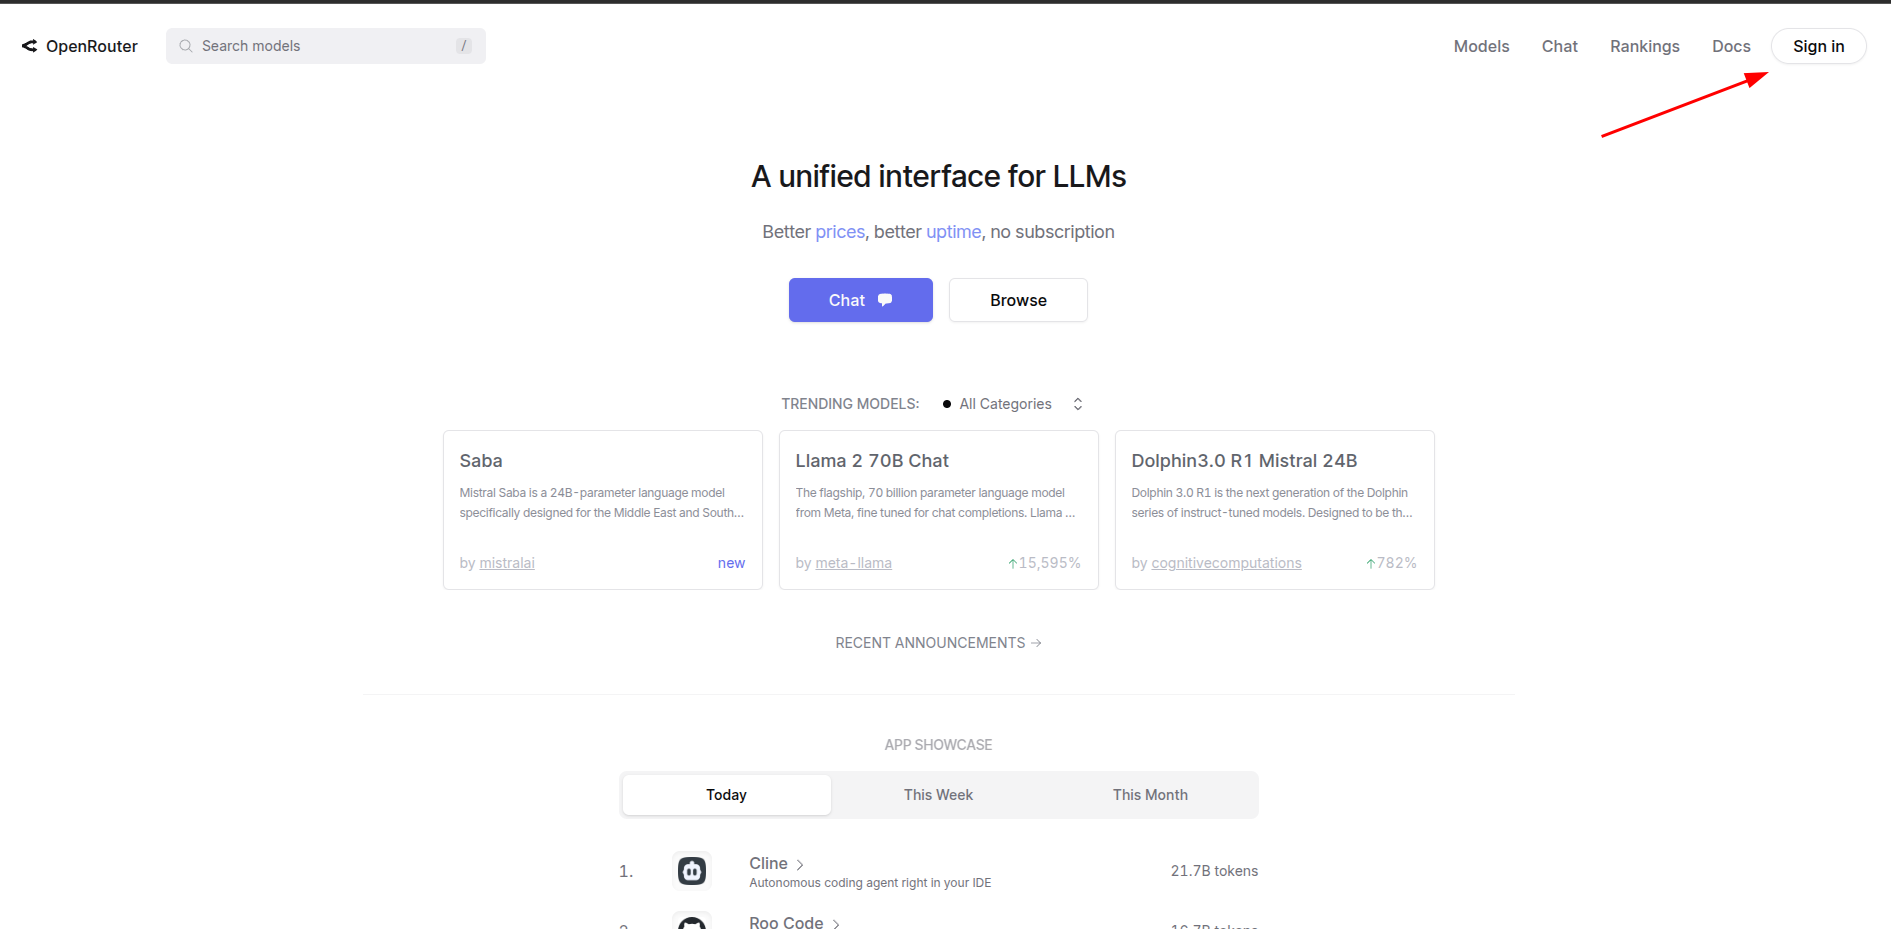 OpenRouter
Search models
/
Models
Chat
Rankings
Docs
Sign in
A unified interface for LLMs
Better prices, better uptime, no subscription
Chat
Browse
TRENDING MODELS:
All Categories
Saba
Mistral Saba is a 24B-parameter language model
specifically designed for the Middle East and South...
by mistralai
new
Llama 2 70B Chat
The flagship, 70 billion parameter language model
from Meta, fine tuned for chat completions. Llama ...
by meta-llama
↑15,595%
Dolphin3.0 R1 Mistral 24B
Dolphin 3.0 R1 is the next generation of the Dolphin
series of instruct-tuned models. Designed to be th...
by cognitivecomputations
↑782%
RECENT ANNOUNCEMENTS →
APP SHOWCASE
Today
This Week
This Month
1.
Cline >
Autonomous coding agent right in your IDE
21.7B tokens
Roo Code >